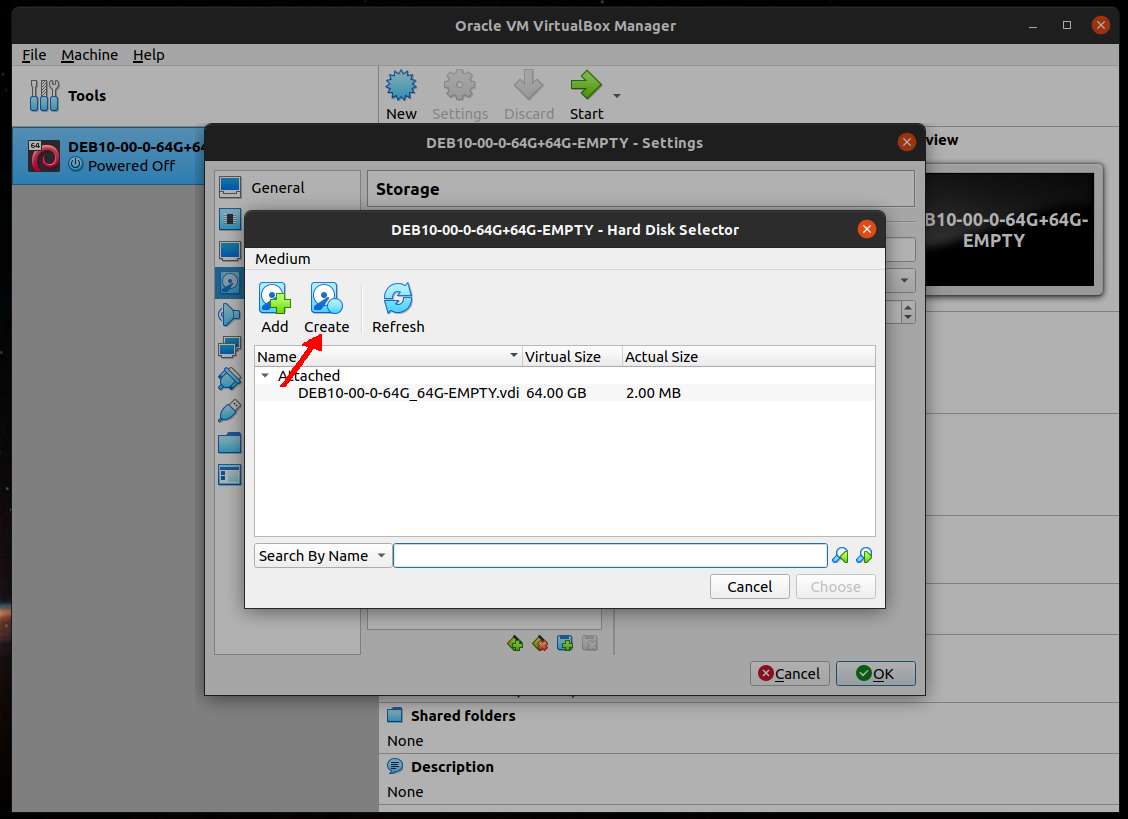 Oracle VM VirtualBox Manager
File Machine Help
Tools
New Settings Discard Start
64
DEB10-00-0-64G+64
Powered Off
view
DEB10-00-0-64G+64G-EMPTY - Settings
General
Storage
B10-00-0-64G+64G-
EMPTY
DEB10-00-0-64G+64G-EMPTY - Hard Disk Selector
Medium
Add Create Refresh
Name Virtual Size Actual Size
Attached
DEB10-00-0-64G_64G-EMPTY.vdi 64.00 GB 2.00 MB
Search By Name
Cancel Choose
Cancel OK
Shared folders
None
Description
None